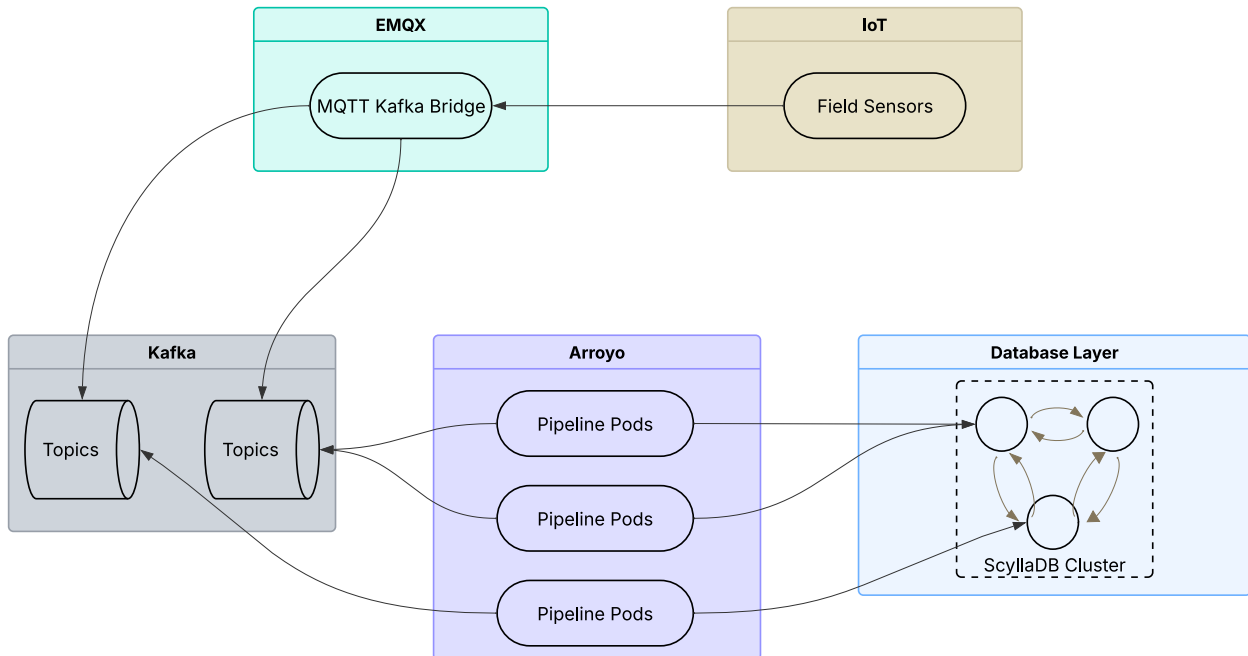 EMQX
IoT
MQTT Kafka Bridge
Field Sensors
Kafka
Arroyo
Database Layer
Topics
Topics
Pipeline Pods
Pipeline Pods
Pipeline Pods
ScyllaDB Cluster